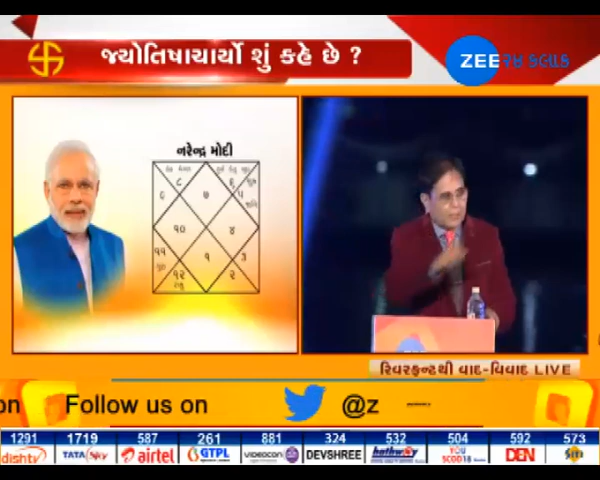 જ્યોતિષાચાર્યો શું કહે છે ?
ZEE ૨૪ કલાક
નરેન્દ્ર મોદી
૮
૭
૬
૫
૯
૧૦
૪
૧૧
૧
૩
૧૨
૨
રિવરફ્રન્ટથી વાદ-વિવાદ LIVE
on Follow us on @z
1291 1719 587 261 881 324 532 504 592 573
dishtv TATA sky airtel GTPL VIDEOCON d2h DEVSHREE hathway YOU SCOD18 DEN Siti